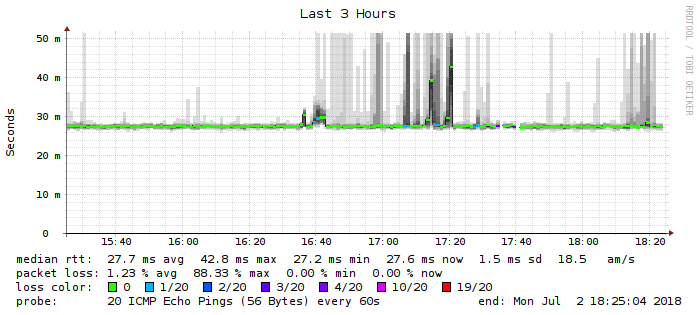 Last 3 Hours
RRDTOOL / TOBI OETIKER
Seconds
50 m
40 m
30 m
20 m
10 m
0
15:40 16:00 16:20 16:40 17:00 17:20 17:40 18:00 18:20
median rtt: 27.7 ms avg 42.8 ms max 27.2 ms min 27.6 ms now 1.5 ms sd 18.5 am/s
packet loss: 1.23 % avg 88.33 % max 0.00 % min 0.00 % now
loss color: 0 1/20 2/20 3/20 4/20 10/20 19/20
probe: 20 ICMP Echo Pings (56 Bytes) every 60s end: Mon Jul 2 18:25:04 2018